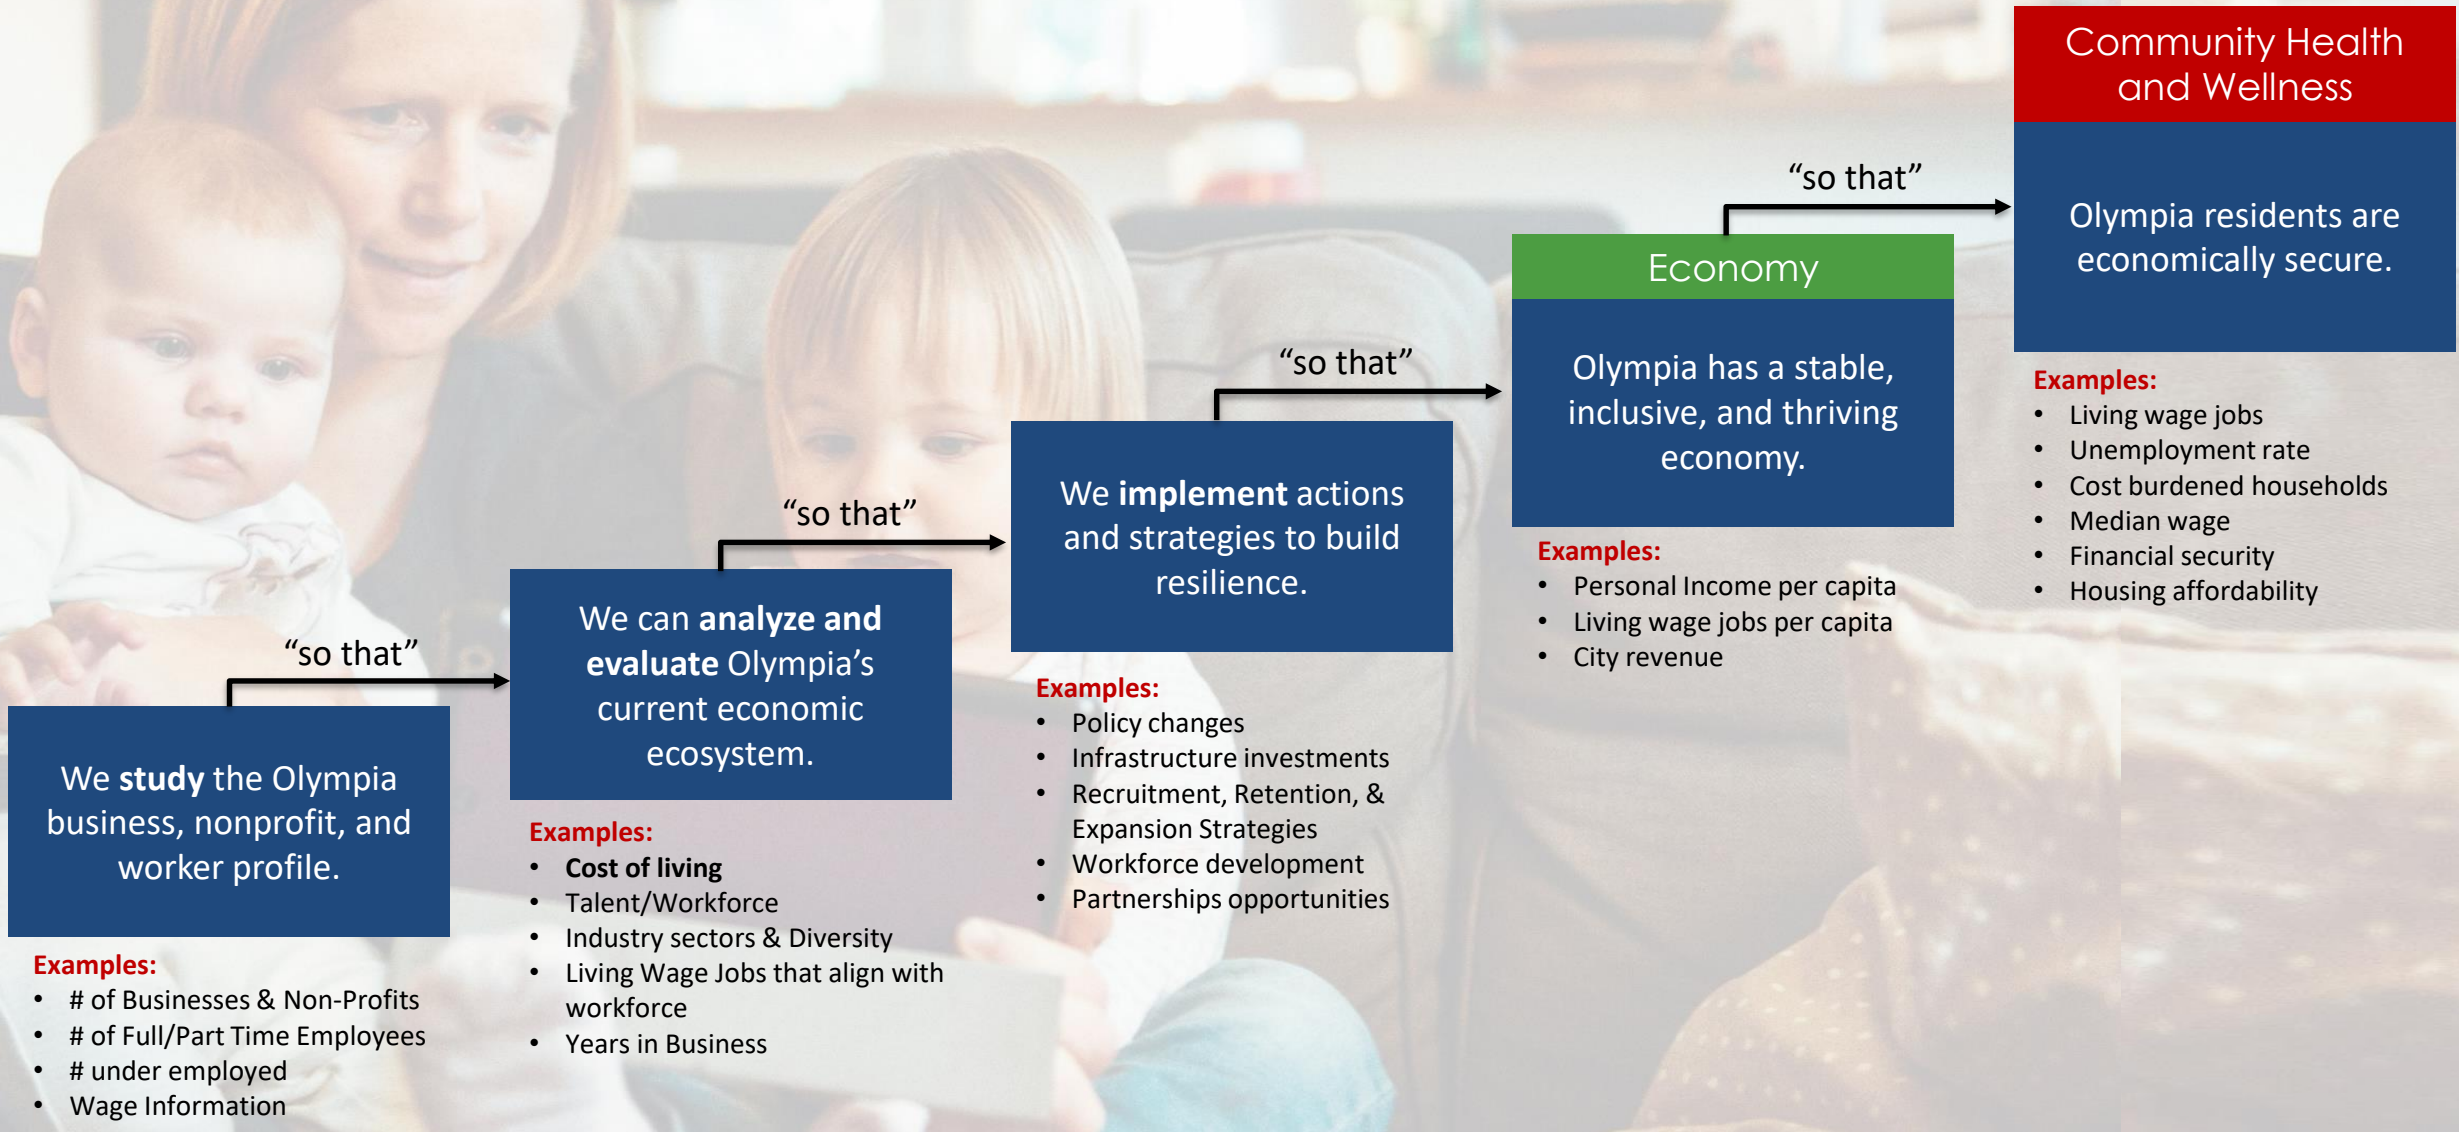 Community Health
and Wellness
Olympia residents are
economically secure.
Examples:
• Living wage jobs
• Unemployment rate
• Cost burdened households
• Median wage
• Financial security
• Housing affordability
“so that”
Economy
Olympia has a stable,
inclusive, and thriving
economy.
Examples:
• Personal Income per capita
• Living wage jobs per capita
• City revenue
“so that”
We implement actions
and strategies to build
resilience.
Examples:
• Policy changes
• Infrastructure investments
• Recruitment, Retention, &
Expansion Strategies
• Workforce development
• Partnerships opportunities
“so that”
We can analyze and
evaluate Olympia’s
current economic
ecosystem.
Examples:
• Cost of living
• Talent/Workforce
• Industry sectors & Diversity
• Living Wage Jobs that align with
workforce
• Years in Business
“so that”
We study the Olympia
business, nonprofit, and
worker profile.
Examples:
• # of Businesses & Non-Profits
• # of Full/Part Time Employees
• # under employed
• Wage Information